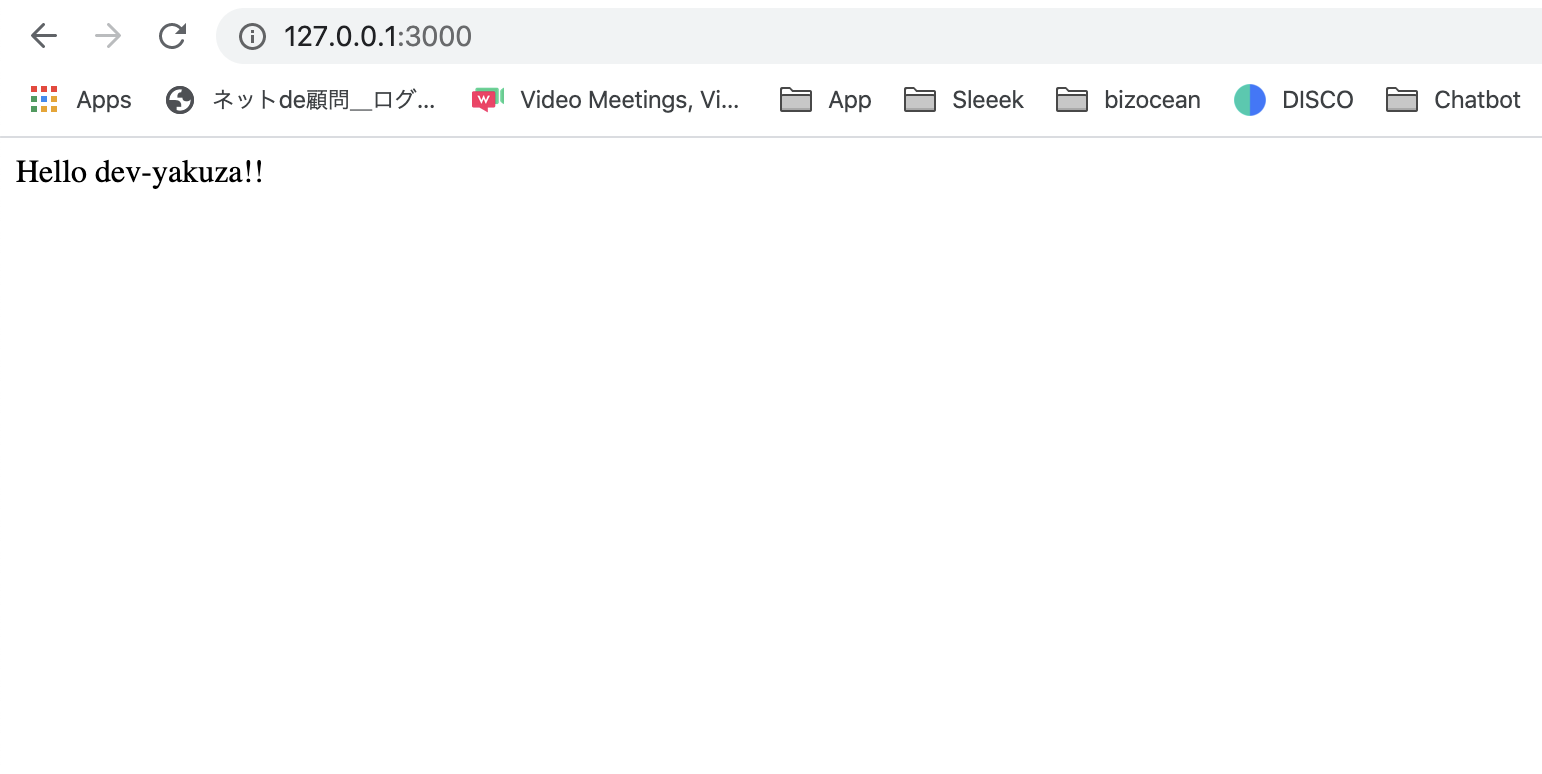 127.0.0.1:3000
Apps ネットde顧問__ログ... Video Meetings, Vi... App Sleeek bizocean DISCO Chatbot
Hello dev-yakuza!!